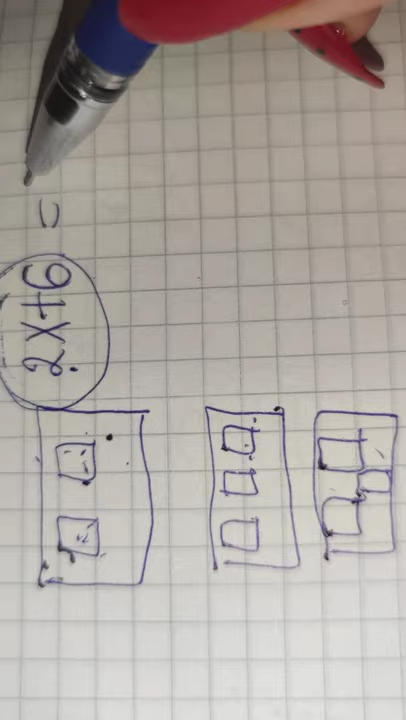 2x+6 =